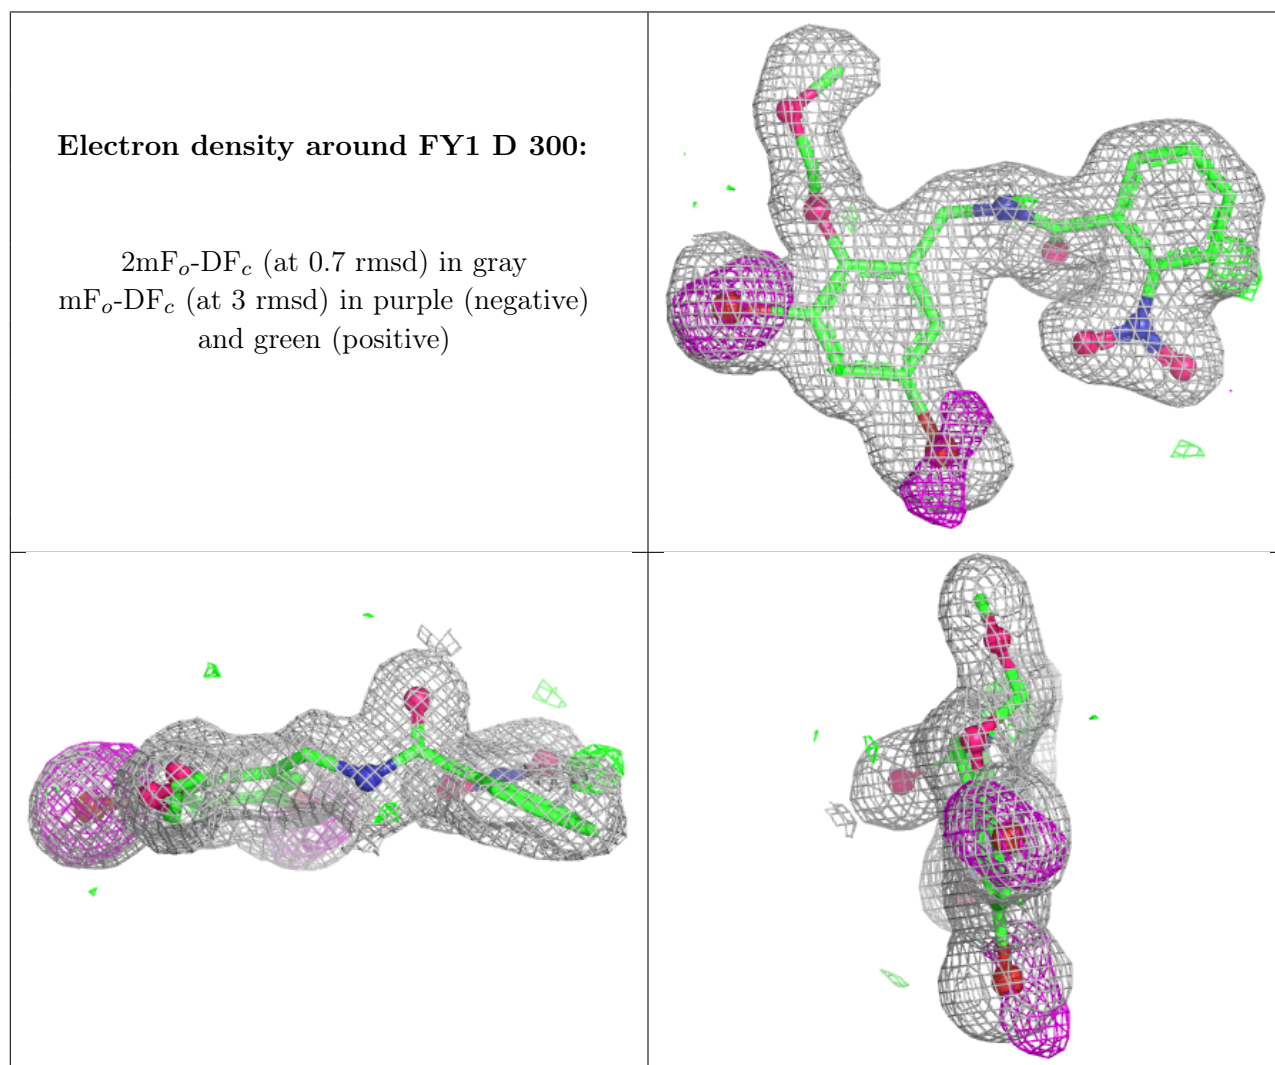 Electron density around FY1 D 300:
2mFₒ-DF𝒸 (at 0.7 rmsd) in gray
mFₒ-DF𝒸 (at 3 rmsd) in purple (negative)
and green (positive)